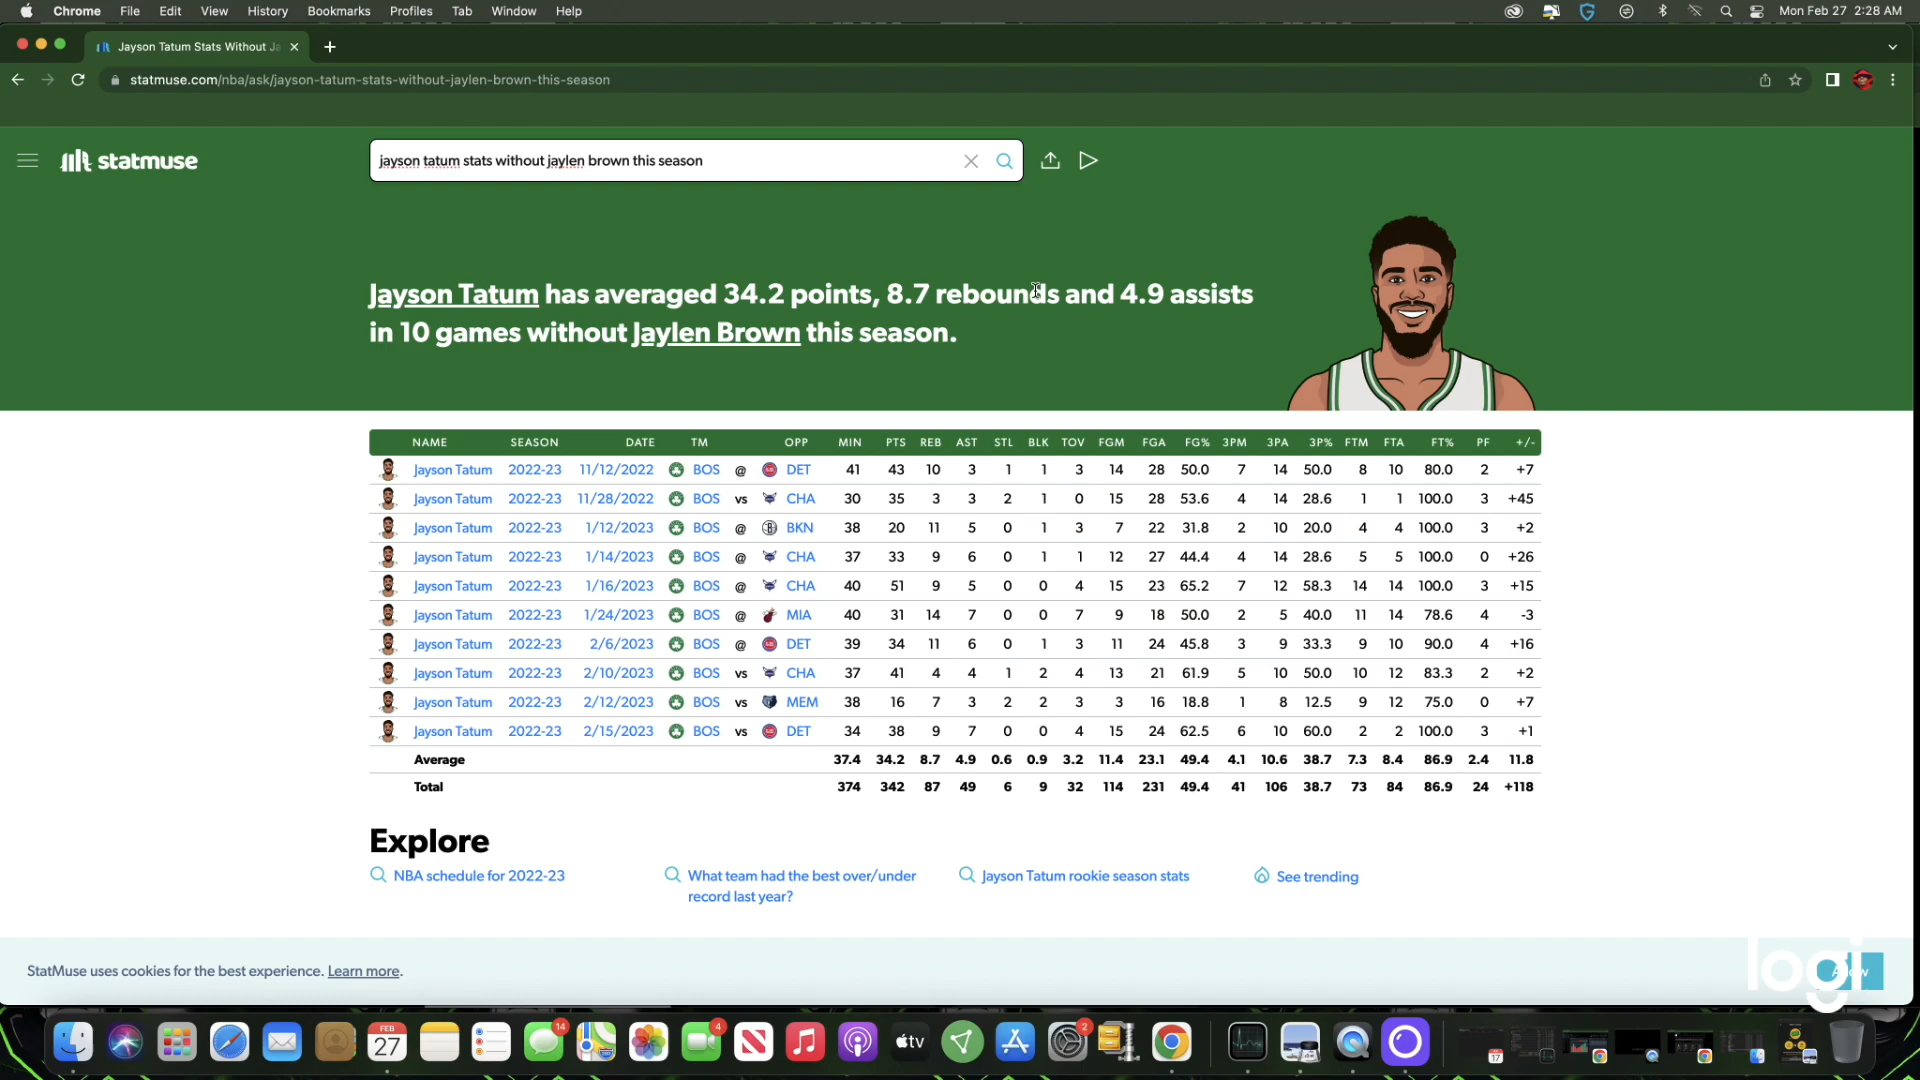 Chrome File Edit View History Bookmarks Profiles Tab Window Help Mon Feb 27 2:28 AM
Jayson Tatum Stats Without Ja
statmuse.com/nba/ask/jayson-tatum-stats-without-jaylen-brown-this-season
statmuse
jayson tatum stats without jaylen brown this season
Jayson Tatum has averaged 34.2 points, 8.7 rebounds and 4.9 assists
in 10 games without Jaylen Brown this season.
NAME SEASON DATE TM OPP MIN PTS REB AST STL BLK TOV FGM FGA FG% 3PM 3PA 3P% FTM FTA FT% PF +/-
Jayson Tatum 2022-23 11/12/2022 BOS @ DET 41 43 10 3 1 1 3 14 28 50.0 7 14 50.0 8 10 80.0 2 +7
Jayson Tatum 2022-23 11/28/2022 BOS vs CHA 30 35 3 3 2 1 0 15 28 53.6 4 14 28.6 1 1 100.0 3 +45
Jayson Tatum 2022-23 1/12/2023 BOS @ BKN 38 20 11 5 0 1 3 7 22 31.8 2 10 20.0 4 4 100.0 3 +2
Jayson Tatum 2022-23 1/14/2023 BOS @ CHA 37 33 9 6 0 1 1 12 27 44.4 4 14 28.6 5 5 100.0 0 +26
Jayson Tatum 2022-23 1/16/2023 BOS @ CHA 40 51 9 5 0 0 4 15 23 65.2 7 12 58.3 14 14 100.0 3 +15
Jayson Tatum 2022-23 1/24/2023 BOS @ MIA 40 31 14 7 0 0 7 9 18 50.0 2 5 40.0 11 14 78.6 4 -3
Jayson Tatum 2022-23 2/6/2023 BOS @ DET 39 34 11 6 0 1 3 11 24 45.8 3 9 33.3 9 10 90.0 4 +16
Jayson Tatum 2022-23 2/10/2023 BOS vs CHA 37 41 4 4 1 2 4 13 21 61.9 5 10 50.0 10 12 83.3 2 +2
Jayson Tatum 2022-23 2/12/2023 BOS vs MEM 38 16 7 3 2 2 3 3 16 18.8 1 8 12.5 9 12 75.0 0 +7
Jayson Tatum 2022-23 2/15/2023 BOS vs DET 34 38 9 7 0 0 4 15 24 62.5 6 10 60.0 2 2 100.0 3 +1
Average 37.4 34.2 8.7 4.9 0.6 0.9 3.2 11.4 23.1 49.4 4.1 10.6 38.7 7.3 8.4 86.9 2.4 11.8
Total 374 342 87 49 6 9 32 114 231 49.4 41 106 38.7 73 84 86.9 24 +118
Explore
NBA schedule for 2022-23 What team had the best over/under Jayson Tatum rookie season stats See trending
record last year?
StatMuse uses cookies for the best experience. Learn more.
logi
FEB 14 4 tv 2
27 17